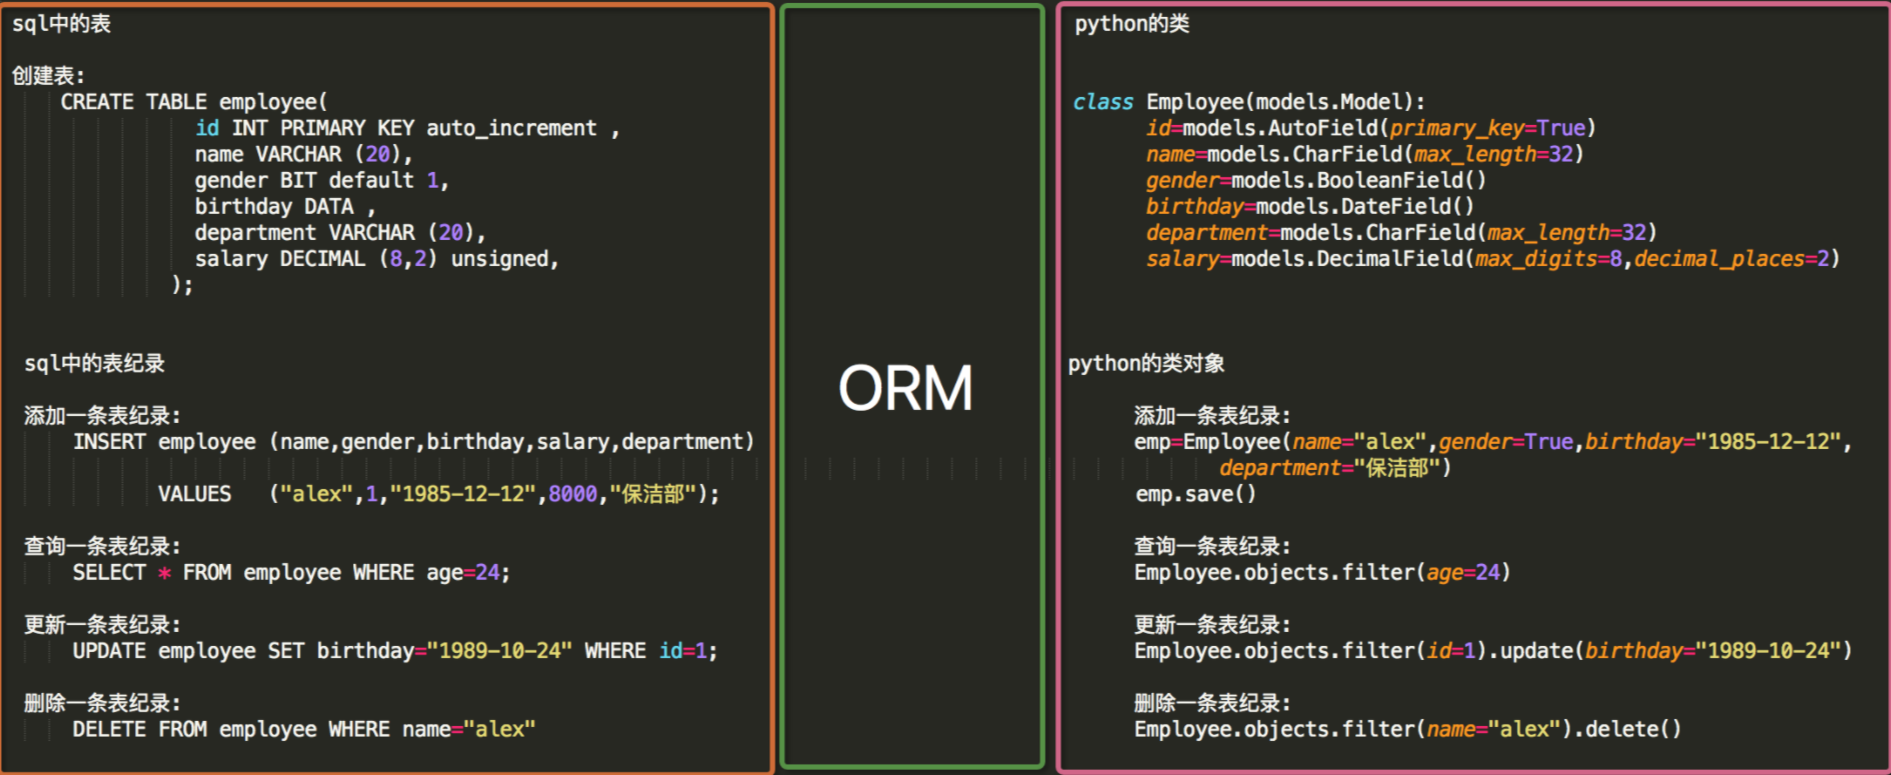 sql中的表
创建表:
CREATE TABLE employee(
id INT PRIMARY KEY auto_increment ,
name VARCHAR (20),
gender BIT default 1,
birthday DATA ,
department VARCHAR (20),
salary DECIMAL (8,2) unsigned,
);
sql中的表纪录
添加一条表纪录:
INSERT employee (name,gender,birthday,salary,department)
VALUES ("alex",1,"1985-12-12",8000,"保洁部");
查询一条表纪录:
SELECT * FROM employee WHERE age=24;
更新一条表纪录:
UPDATE employee SET birthday="1989-10-24" WHERE id=1;
删除一条表纪录:
DELETE FROM employee WHERE name="alex"
ORM
python的类
class Employee(models.Model):
id=models.AutoField(primary_key=True)
name=models.CharField(max_length=32)
gender=models.BooleanField()
birthday=models.DateField()
department=models.CharField(max_length=32)
salary=models.DecimalField(max_digits=8,decimal_places=2)
python的类对象
添加一条表纪录:
emp=Employee(name="alex",gender=True,birthday="1985-12-12",
department="保洁部")
emp.save()
查询一条表纪录:
Employee.objects.filter(age=24)
更新一条表纪录:
Employee.objects.filter(id=1).update(birthday="1989-10-24")
删除一条表纪录:
Employee.objects.filter(name="alex").delete()